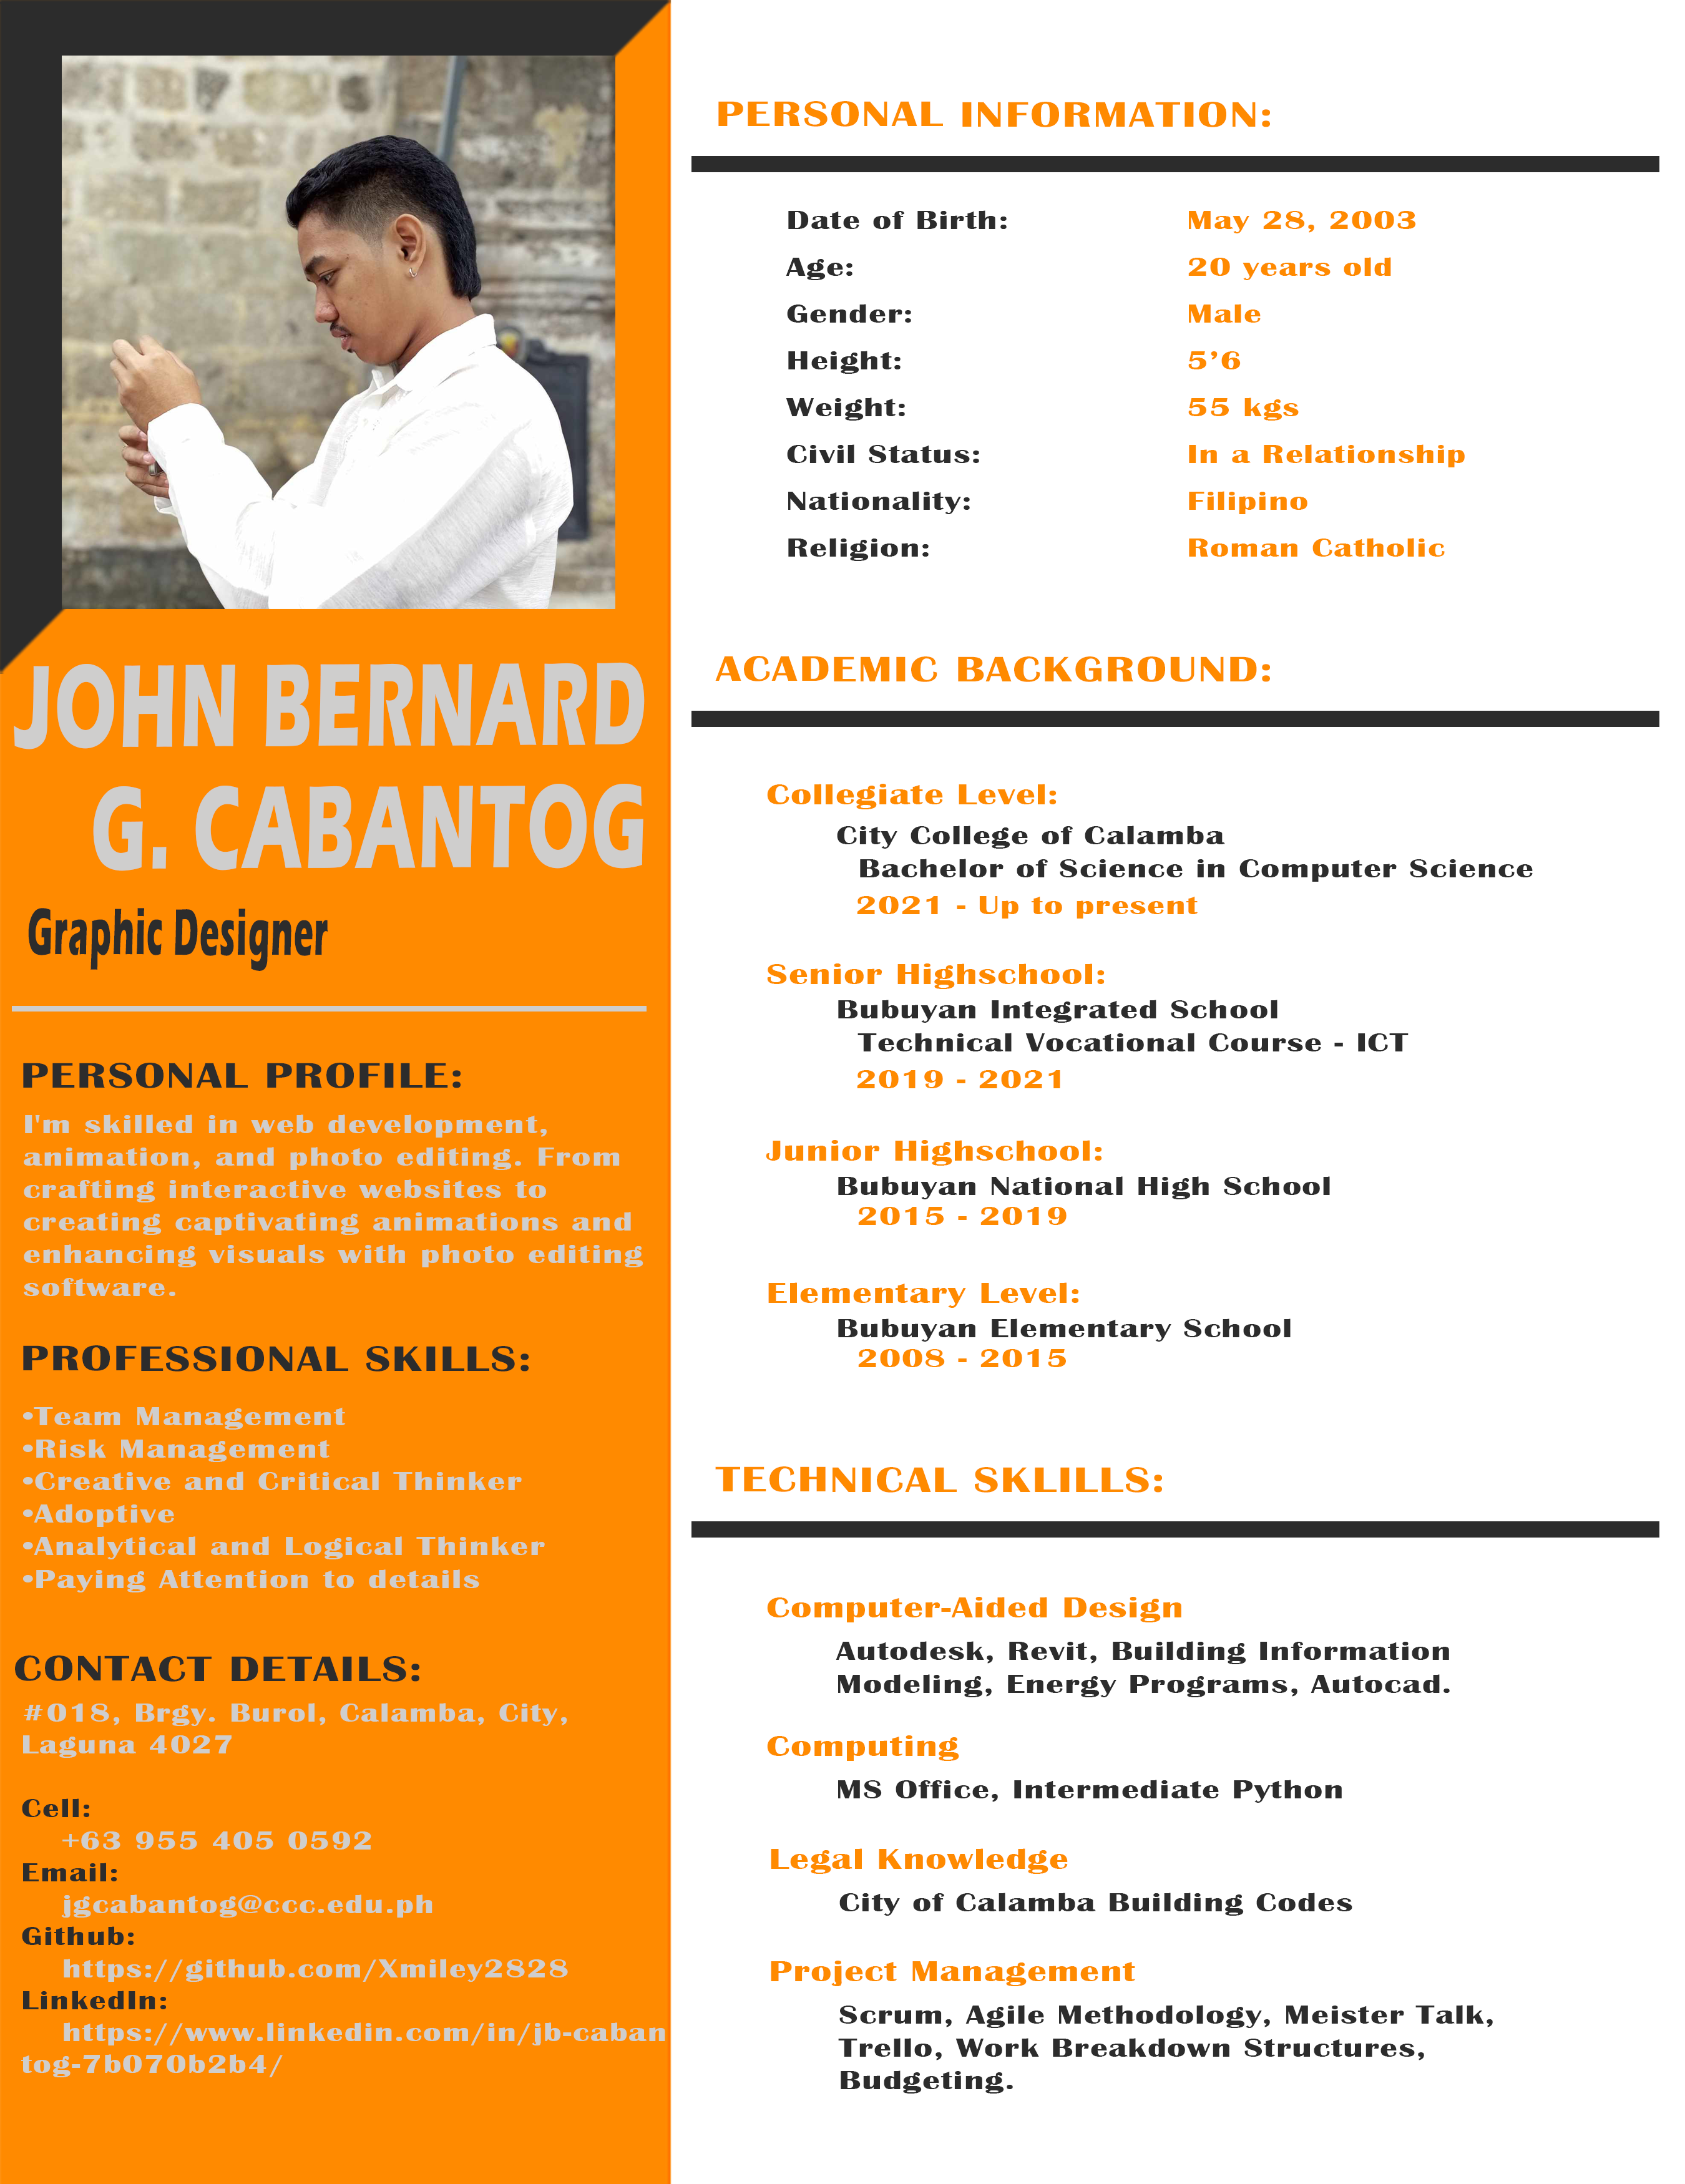 JOHN BERNARD
G. CABANTOG
Graphic Designer
PERSONAL PROFILE:
I'm skilled in web development,
animation, and photo editing. From
crafting interactive websites to
creating captivating animations and
enhancing visuals with photo editing
software.
PROFESSIONAL SKILLS:
•Team Management
•Risk Management
•Creative and Critical Thinker
•Adoptive
•Analytical and Logical Thinker
•Paying Attention to details
CONTACT DETAILS:
#018, Brgy. Burol, Calamba, City,
Laguna 4027
Cell:
+63 955 405 0592
Email:
jgcabantog@ccc.edu.ph
Github:
https://github.com/Xmiley2828
LinkedIn:
https://www.linkedin.com/in/jb-caban
tog-7b070b2b4/
PERSONAL INFORMATION:
Date of Birth: May 28, 2003
Age: 20 years old
Gender: Male
Height: 5’6
Weight: 55 kgs
Civil Status: In a Relationship
Nationality: Filipino
Religion: Roman Catholic
ACADEMIC BACKGROUND:
Collegiate Level:
City College of Calamba
Bachelor of Science in Computer Science
2021 - Up to present
Senior Highschool:
Bubuyan Integrated School
Technical Vocational Course - ICT
2019 - 2021
Junior Highschool:
Bubuyan National High School
2015 - 2019
Elementary Level:
Bubuyan Elementary School
2008 - 2015
TECHNICAL SKLILLS:
Computer-Aided Design
Autodesk, Revit, Building Information
Modeling, Energy Programs, Autocad.
Computing
MS Office, Intermediate Python
Legal Knowledge
City of Calamba Building Codes
Project Management
Scrum, Agile Methodology, Meister Talk,
Trello, Work Breakdown Structures,
Budgeting.